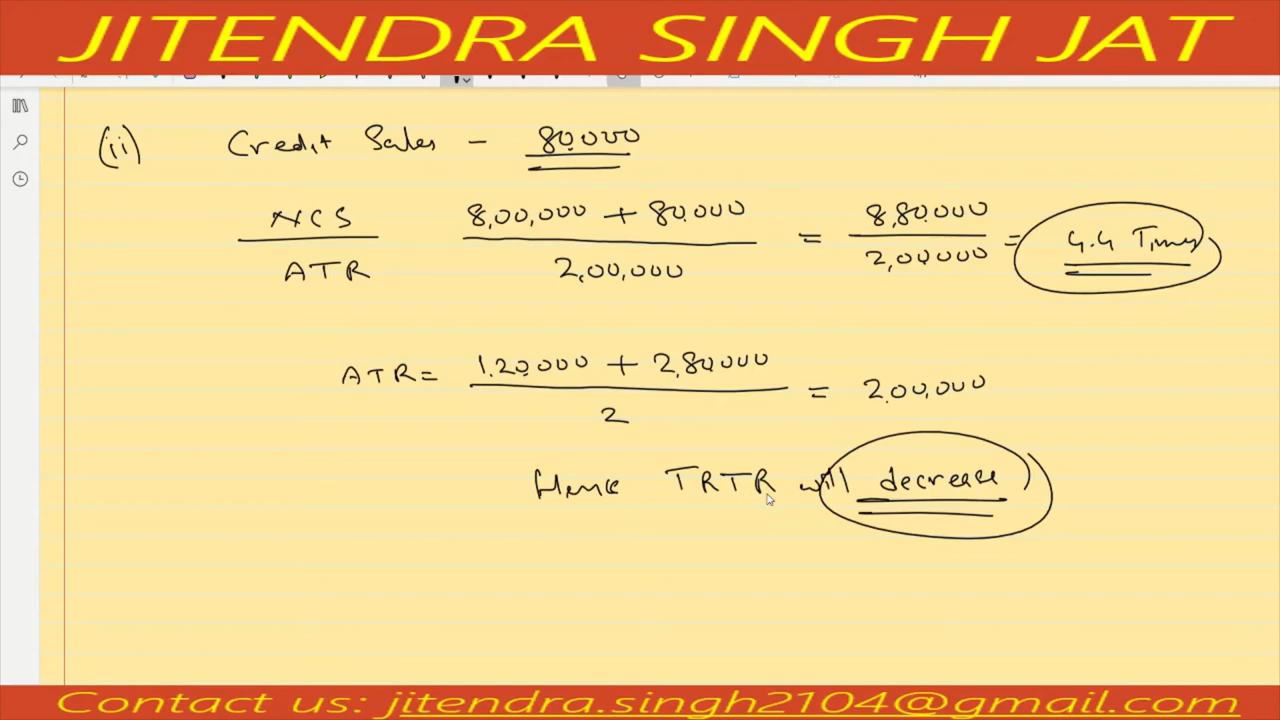 JITENDRA SINGH JAT
(ii) Credit Sales - 80,000
NCS / ATR 8,00,000 + 80,000 / 2,00,000 = 8,80,000 / 2,00,000 = 4.4 Times
ATR = 1,20,000 + 2,80,000 / 2 = 2,00,000
Hence TRTR will decrease
Contact us: jitendra.singh2104@gmail.com